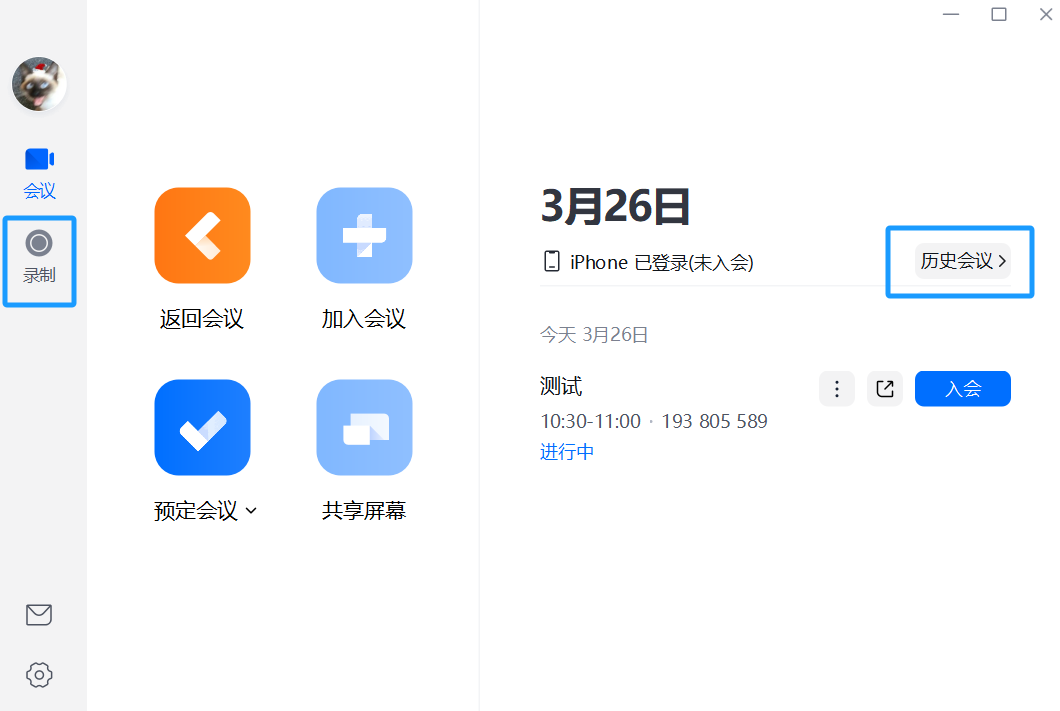 会议
录制
返回会议
加入会议
预定会议
共享屏幕
3月26日
iPhone 已登录(未入会)
历史会议
今天 3月26日
测试
10:30-11:00 · 193 805 589
进行中
入会